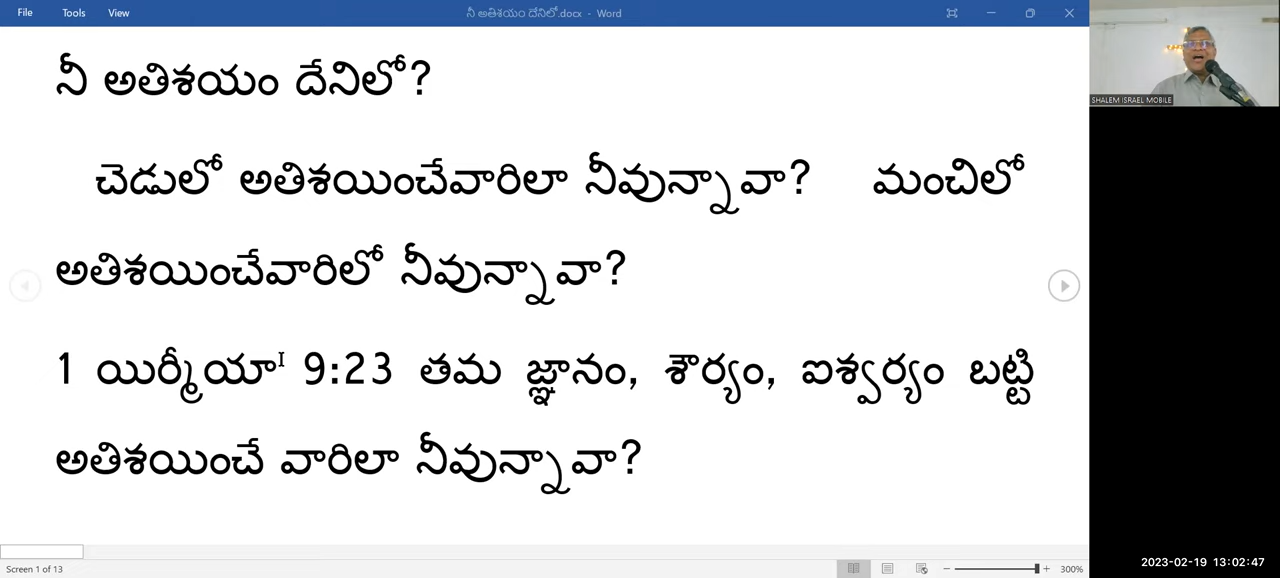 File Tools View నీ అతిశయం దేనిలో.docx - Word
SHALEM ISRAEL MOBILE
నీ అతిశయం దేనిలో?
చెడులో అతిశయించేవారిలా నీవున్నావా? మంచిలో
అతిశయించేవారిలో నీవున్నావా?
1 యిర్మీయా 9:23 తమ జ్ఞానం, శౌర్యం, ఐశ్వర్యం బట్టి
అతిశయించే వారిలా నీవున్నావా?
2023-02-19 13:02:47
Screen 1 of 13 300%